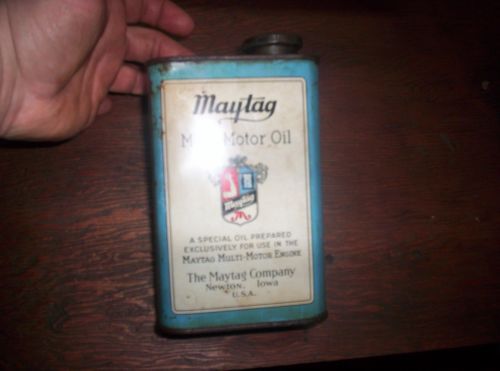 Maytag
Motor Oil
Maytag
M
A SPECIAL OIL PREPARED
EXCLUSIVELY FOR USE IN THE
MAYTAG MULTI-MOTOR ENGINE
The Maytag Company
NEWTON, IOWA
U.S.A.